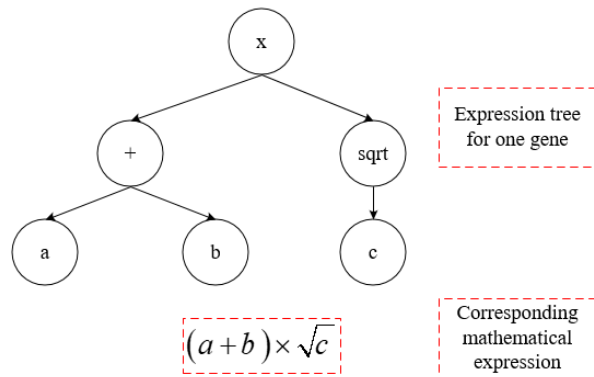 x
+
sqrt
Expression tree
for one gene
a
b
c
(a+b)×√c
Corresponding
mathematical
expression